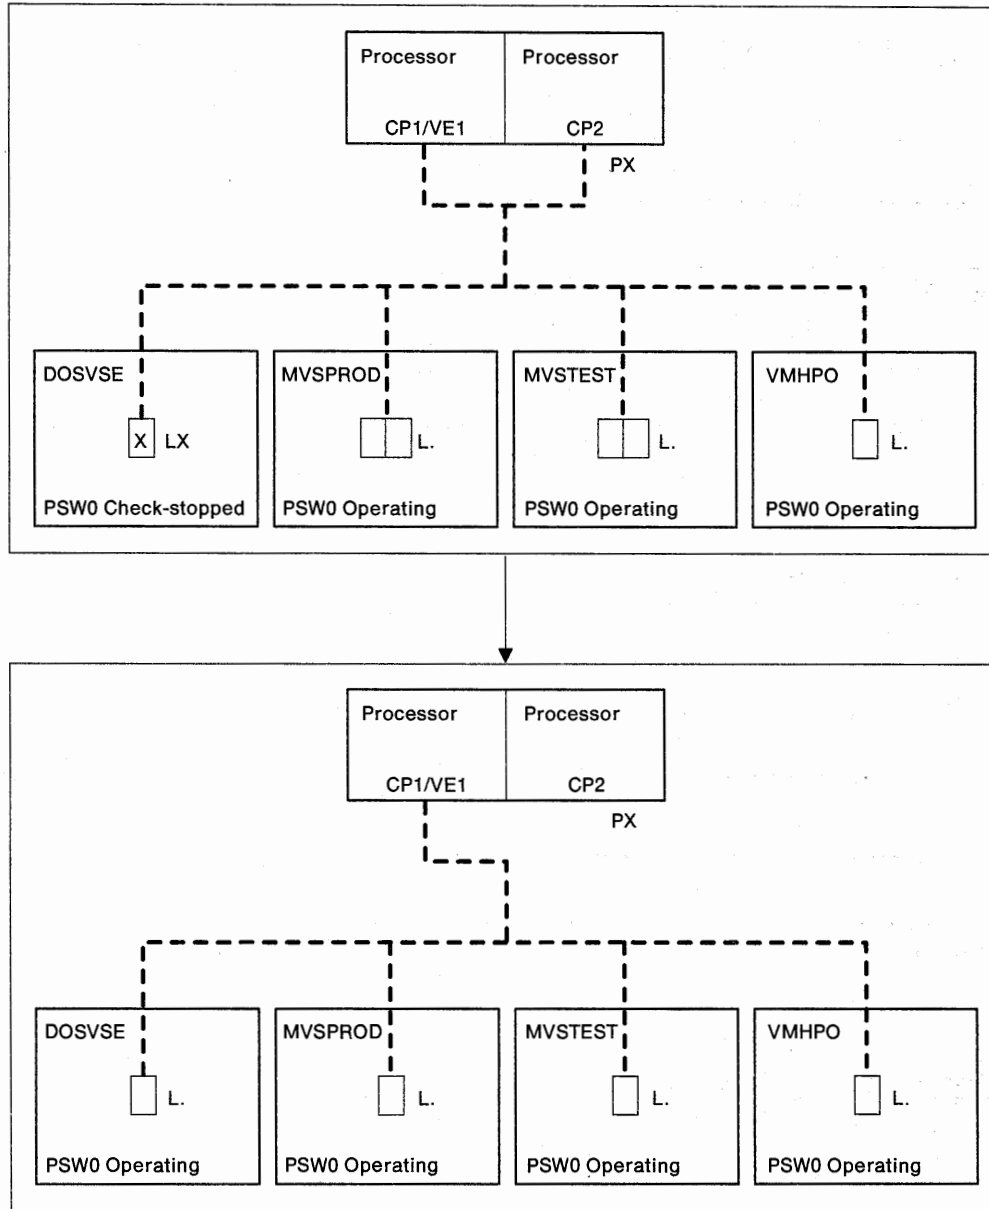 Processor Processor
CP1/VE1 CP2
PX
DOSVSE MVSPROD MVSTEST VMHPO
X LX L. L. L.
PSW0 Check-stopped PSW0 Operating PSW0 Operating PSW0 Operating
Processor Processor
CP1/VE1 CP2
PX
DOSVSE MVSPROD MVSTEST VMHPO
L. L. L. L.
PSW0 Operating PSW0 Operating PSW0 Operating PSW0 Operating